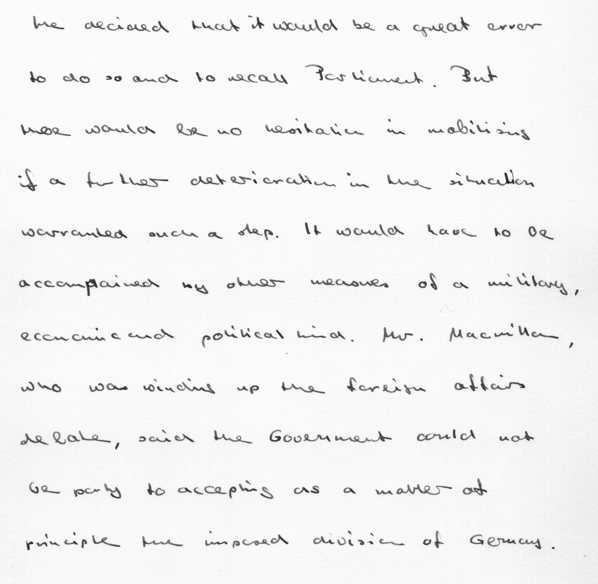 he decided that it would be a great error
to do so and to recall Parliament. But
there would be no hesitation in mobilising
if a further deterioration in the situation
warranted such a step. It would have to be
accompained by other measures of a military,
economic and political kind. Mr. Macmillan,
who was winding up the foreign affairs
debate, said the Government could not
be party to accepting as a matter of
principle the imposed division of Germany.